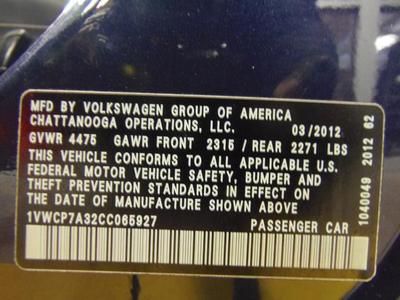 MFD BY VOLKSWAGEN GROUP OF AMERICA
CHATTANOOGA OPERATIONS, LLC. 03/2012
GVWR 4475 GAWR FRONT 2315 / REAR 2271 LBS
THIS VEHICLE CONFORMS TO ALL APPLICABLE U.S.
FEDERAL MOTOR VEHICLE SAFETY, BUMPER AND
THEFT PREVENTION STANDARDS IN EFFECT ON
THE DATE OF MANUFACTURE SHOWN ABOVE
1VWCP7A32CC065927 PASSENGER CAR
1040049 2012 62